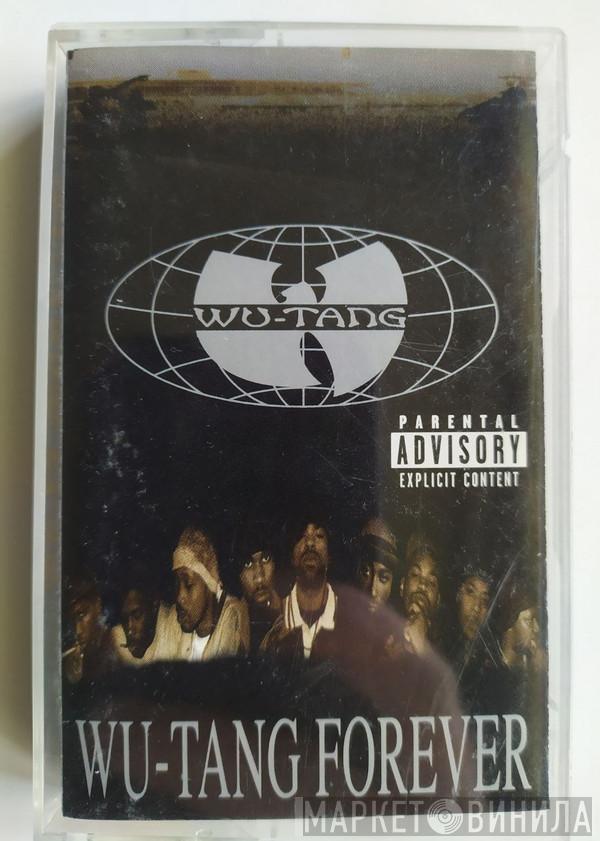 WU-TANG
PARENTAL
ADVISORY
EXPLICIT CONTENT
WU-TANG FOREVER
МАРКЕТ ВИНИЛА